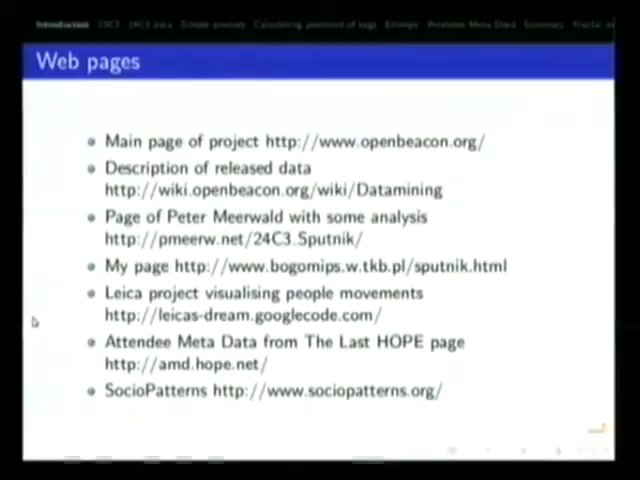 Introduction 23C3 24C3 data Simple queries Calculating positions of tags Entropy Attendee Meta Data Summary Fractal
Web pages
Main page of project http://www.openbeacon.org/
Description of released data
http://wiki.openbeacon.org/wiki/Datamining
Page of Peter Meerwald with some analysis
http://pmeerw.net/24C3.Sputnik/
My page http://www.bogomips.w.tkb.pl/sputnik.html
Leica project visualising people movements
http://leicas-dream.googlecode.com/
Attendee Meta Data from The Last HOPE page
http://amd.hope.net/
SocioPatterns http://www.sociopatterns.org/